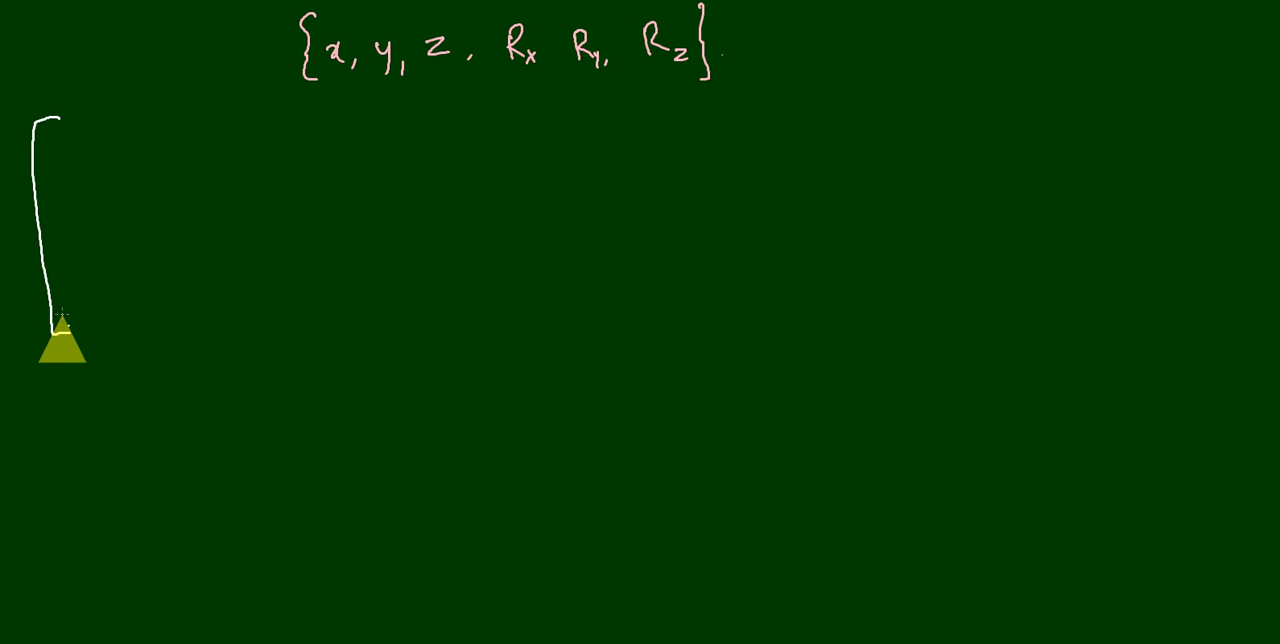 {x, y, z, Rx Ry, Rz}
[